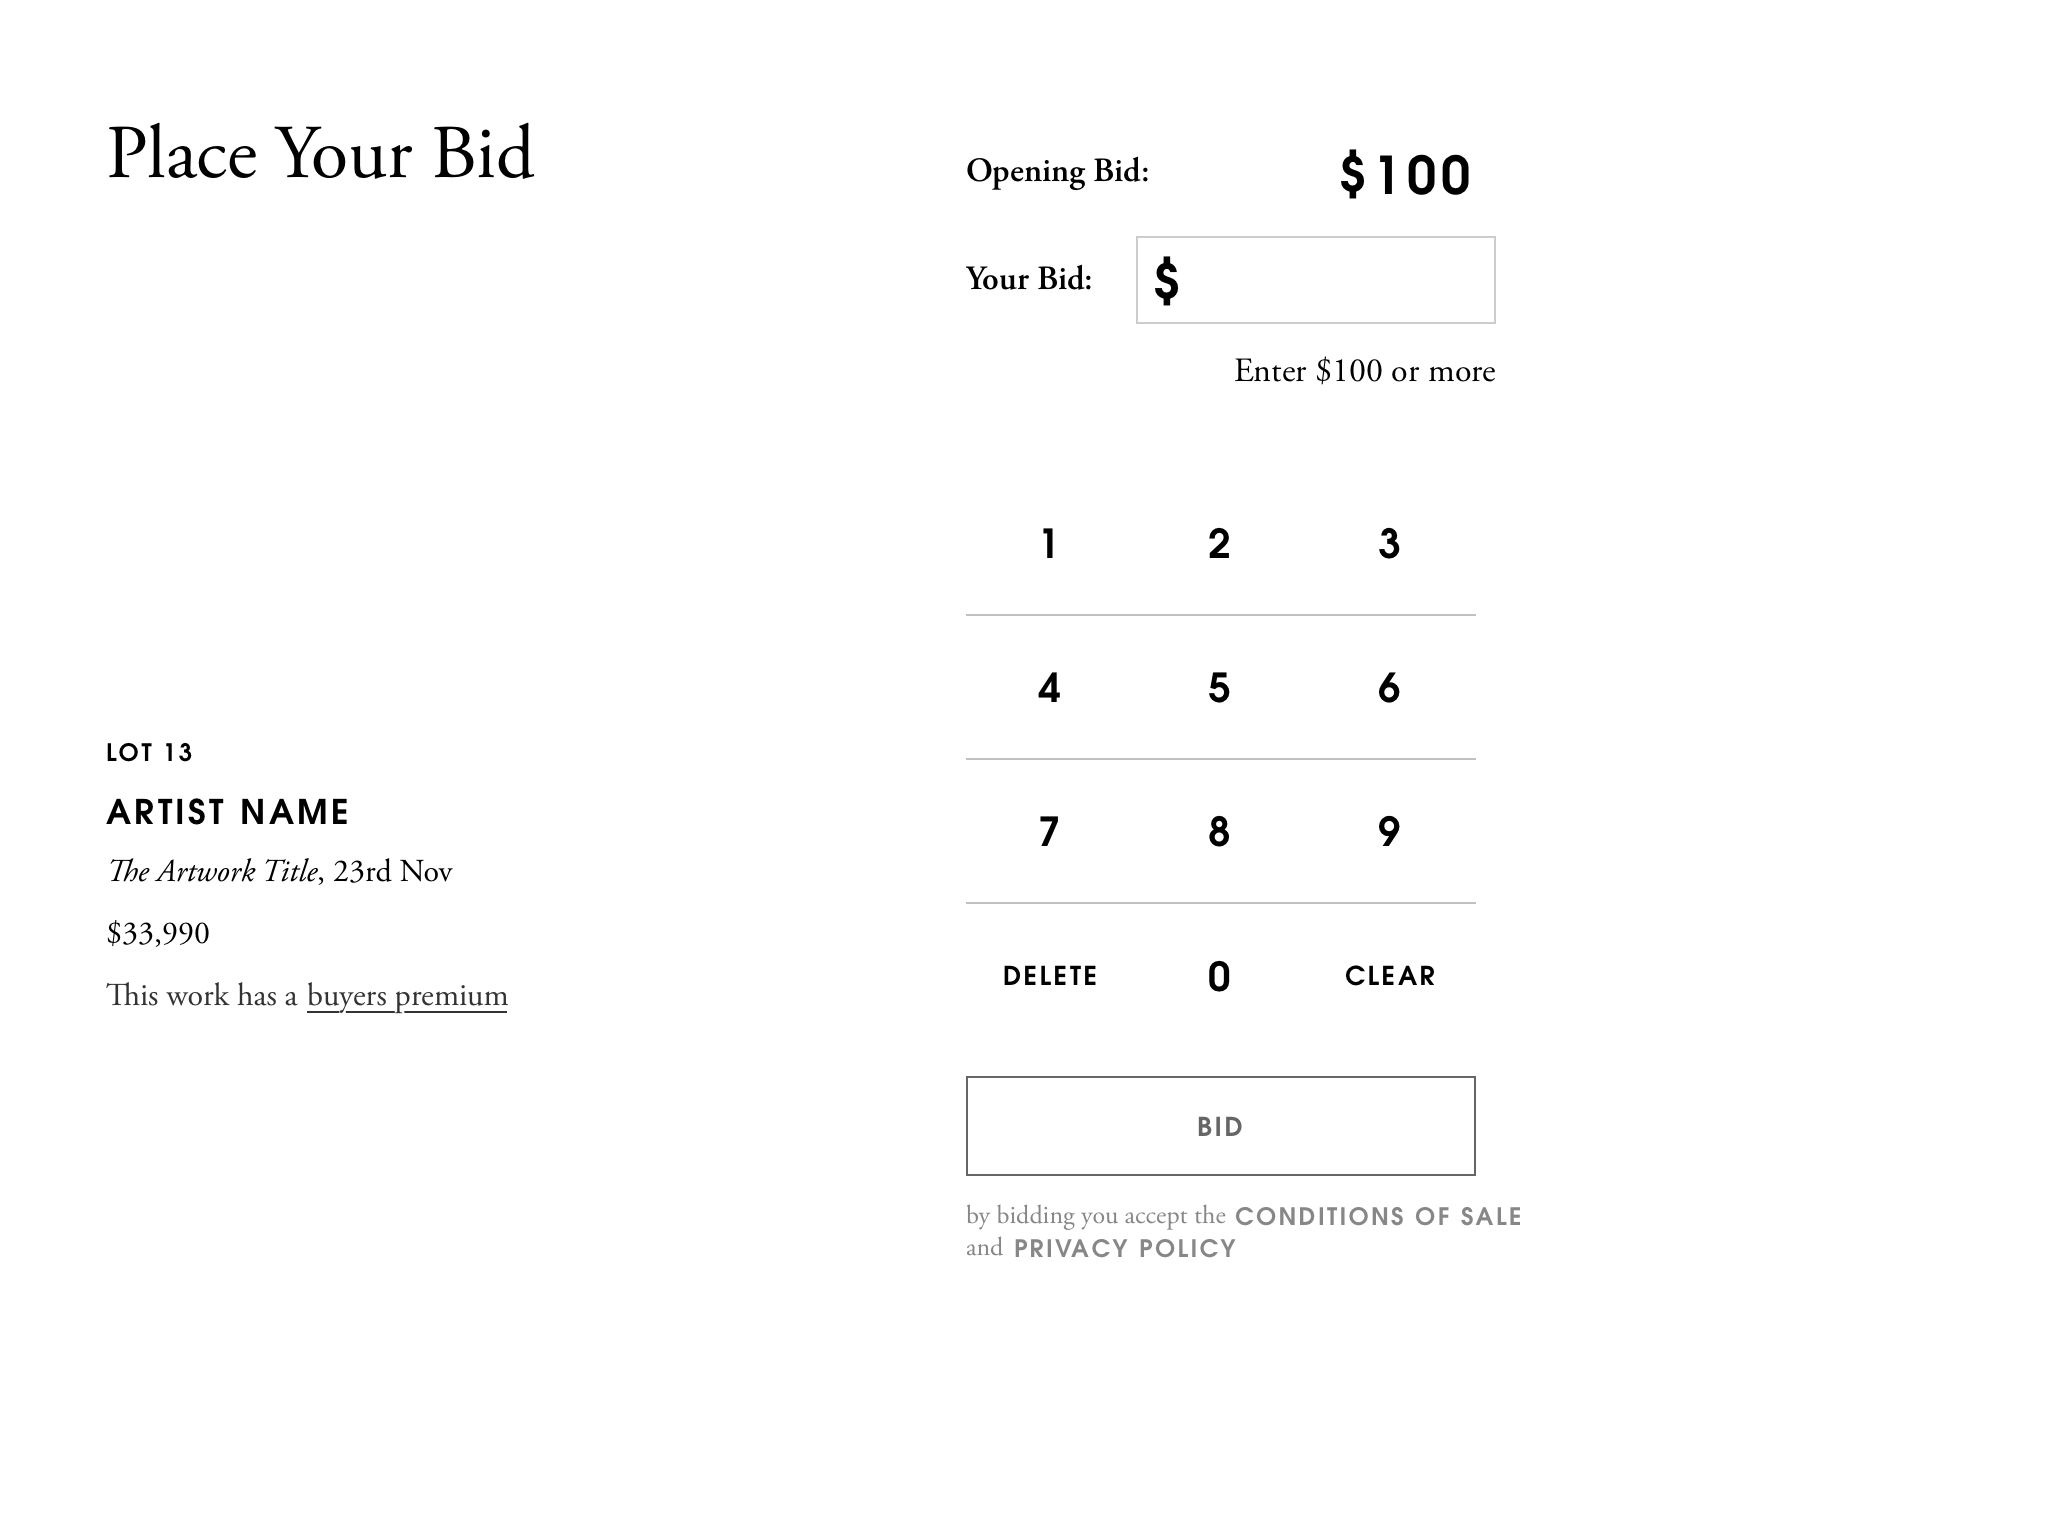 Place Your Bid
Opening Bid: $100
Your Bid: $
Enter $100 or more
1 2 3
4 5 6
7 8 9
DELETE 0 CLEAR
BID
by bidding you accept the CONDITIONS OF SALE
and PRIVACY POLICY
LOT 13
ARTIST NAME
The Artwork Title, 23rd Nov
$33,990
This work has a buyers premium